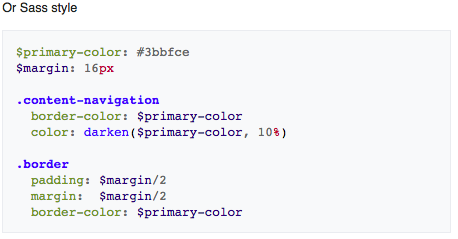 Or Sass style
$primary-color: #3bbfce
$margin: 16px
.content-navigation
  border-color: $primary-color
  color: darken($primary-color, 10%)
.border
  padding: $margin/2
  margin:  $margin/2
  border-color: $primary-color